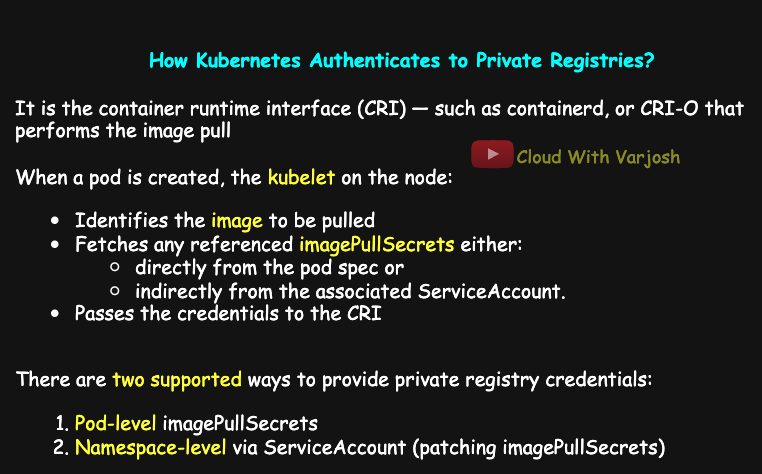 How Kubernetes Authenticates to Private Registries?
It is the container runtime interface (CRI) — such as containerd, or CRI-O that
performs the image pull
Cloud With Varjosh
When a pod is created, the kubelet on the node:
• Identifies the image to be pulled
• Fetches any referenced imagePullSecrets either:
○ directly from the pod spec or
○ indirectly from the associated ServiceAccount.
• Passes the credentials to the CRI
There are two supported ways to provide private registry credentials:
1. Pod-level imagePullSecrets
2. Namespace-level via ServiceAccount (patching imagePullSecrets)